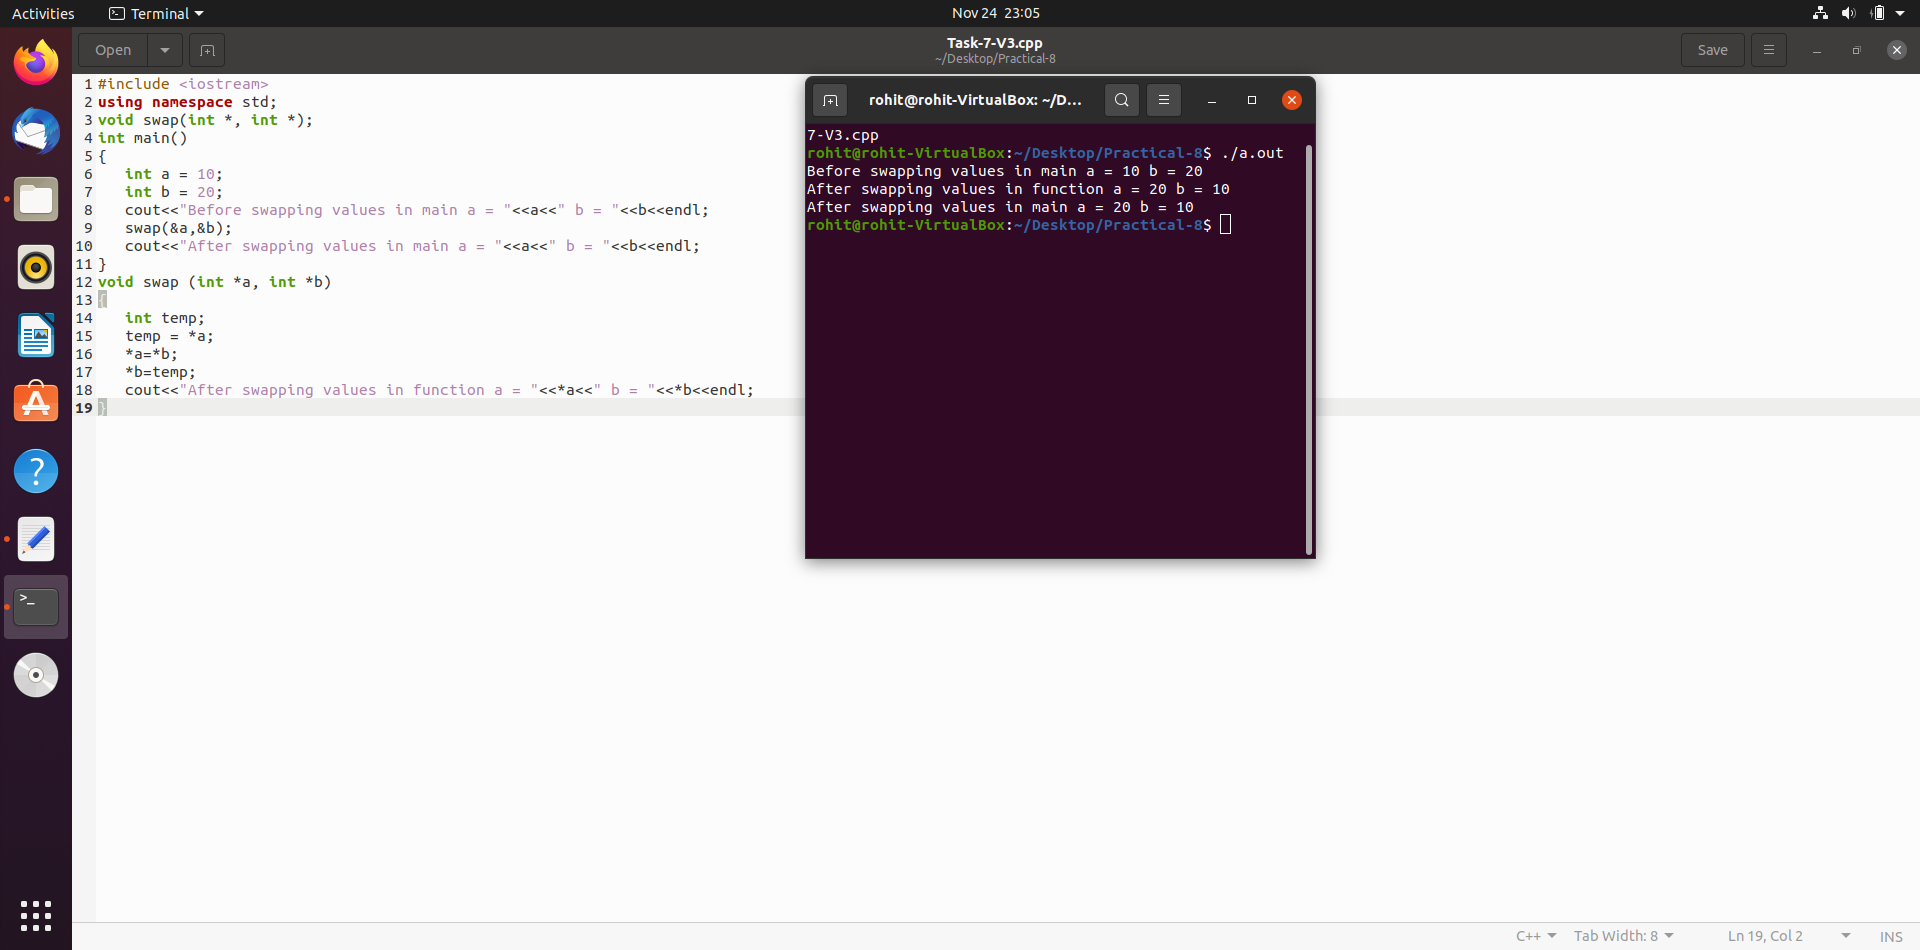 Activities
Terminal
Nov 24 23:05
Open
Task-7-V3.cpp
~/Desktop/Practical-8
Save
1 #include <iostream>
2 using namespace std;
3 void swap(int *, int *);
4 int main()
5 {
6 int a = 10;
7 int b = 20;
8 cout<<"Before swapping values in main a = "<<a<<" b = "<<b<<endl;
9 swap(&a,&b);
10 cout<<"After swapping values in main a = "<<a<<" b = "<<b<<endl;
11 }
12 void swap (int *a, int *b)
13 {
14 int temp;
15 temp = *a;
16 *a=*b;
17 *b=temp;
18 cout<<"After swapping values in function a = "<<*a<<" b = "<<*b<<endl;
19 }
rohit@rohit-VirtualBox: ~/D...
7-V3.cpp
rohit@rohit-VirtualBox:~/Desktop/Practical-8$ ./a.out
Before swapping values in main a = 10 b = 20
After swapping values in function a = 20 b = 10
After swapping values in main a = 20 b = 10
rohit@rohit-VirtualBox:~/Desktop/Practical-8$
C++
Tab Width: 8
Ln 19, Col 2
INS